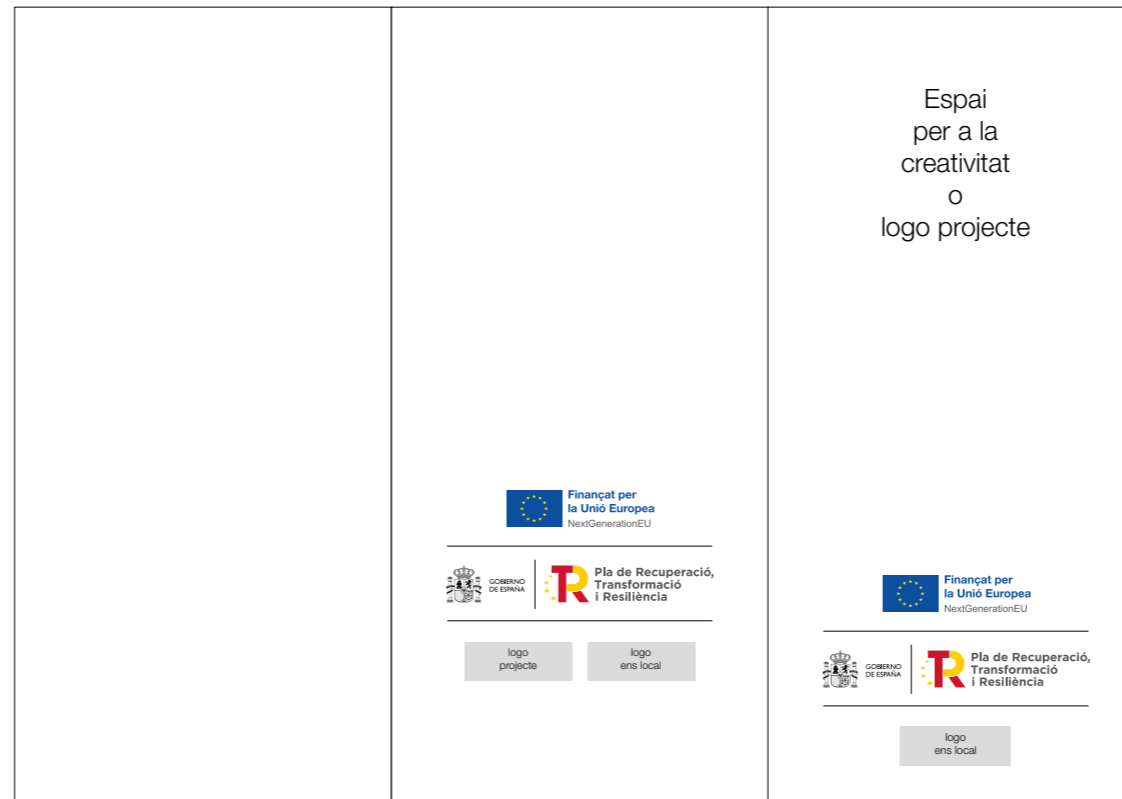 Finançat per
la Unió Europea
NextGenerationEU
GOBIERNO
DE ESPAÑA
Pla de Recuperació,
Transformació
i Resiliència
logo
projecte
logo
ens local
Espai
per a la
creativitat
o
logo projecte
Finançat per
la Unió Europea
NextGenerationEU
GOBIERNO
DE ESPAÑA
Pla de Recuperació,
Transformació
i Resiliència
logo
ens local